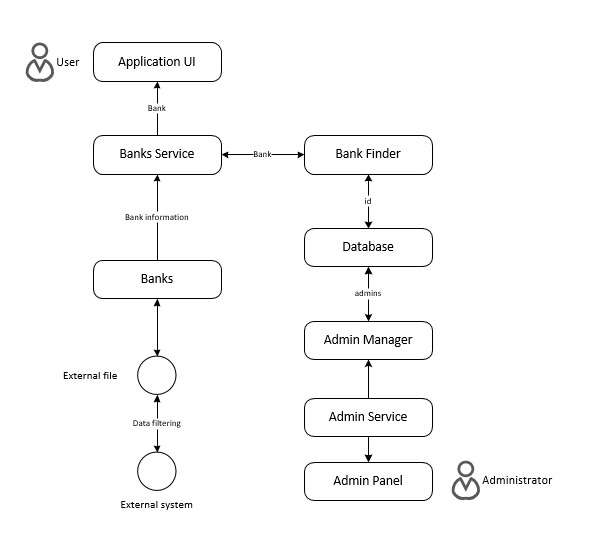 User
Application UI
Bank
Banks Service
Bank
Bank Finder
id
Bank information
Database
Banks
admins
Admin Manager
External file
Admin Service
Data filtering
Admin Panel
Administrator
External system